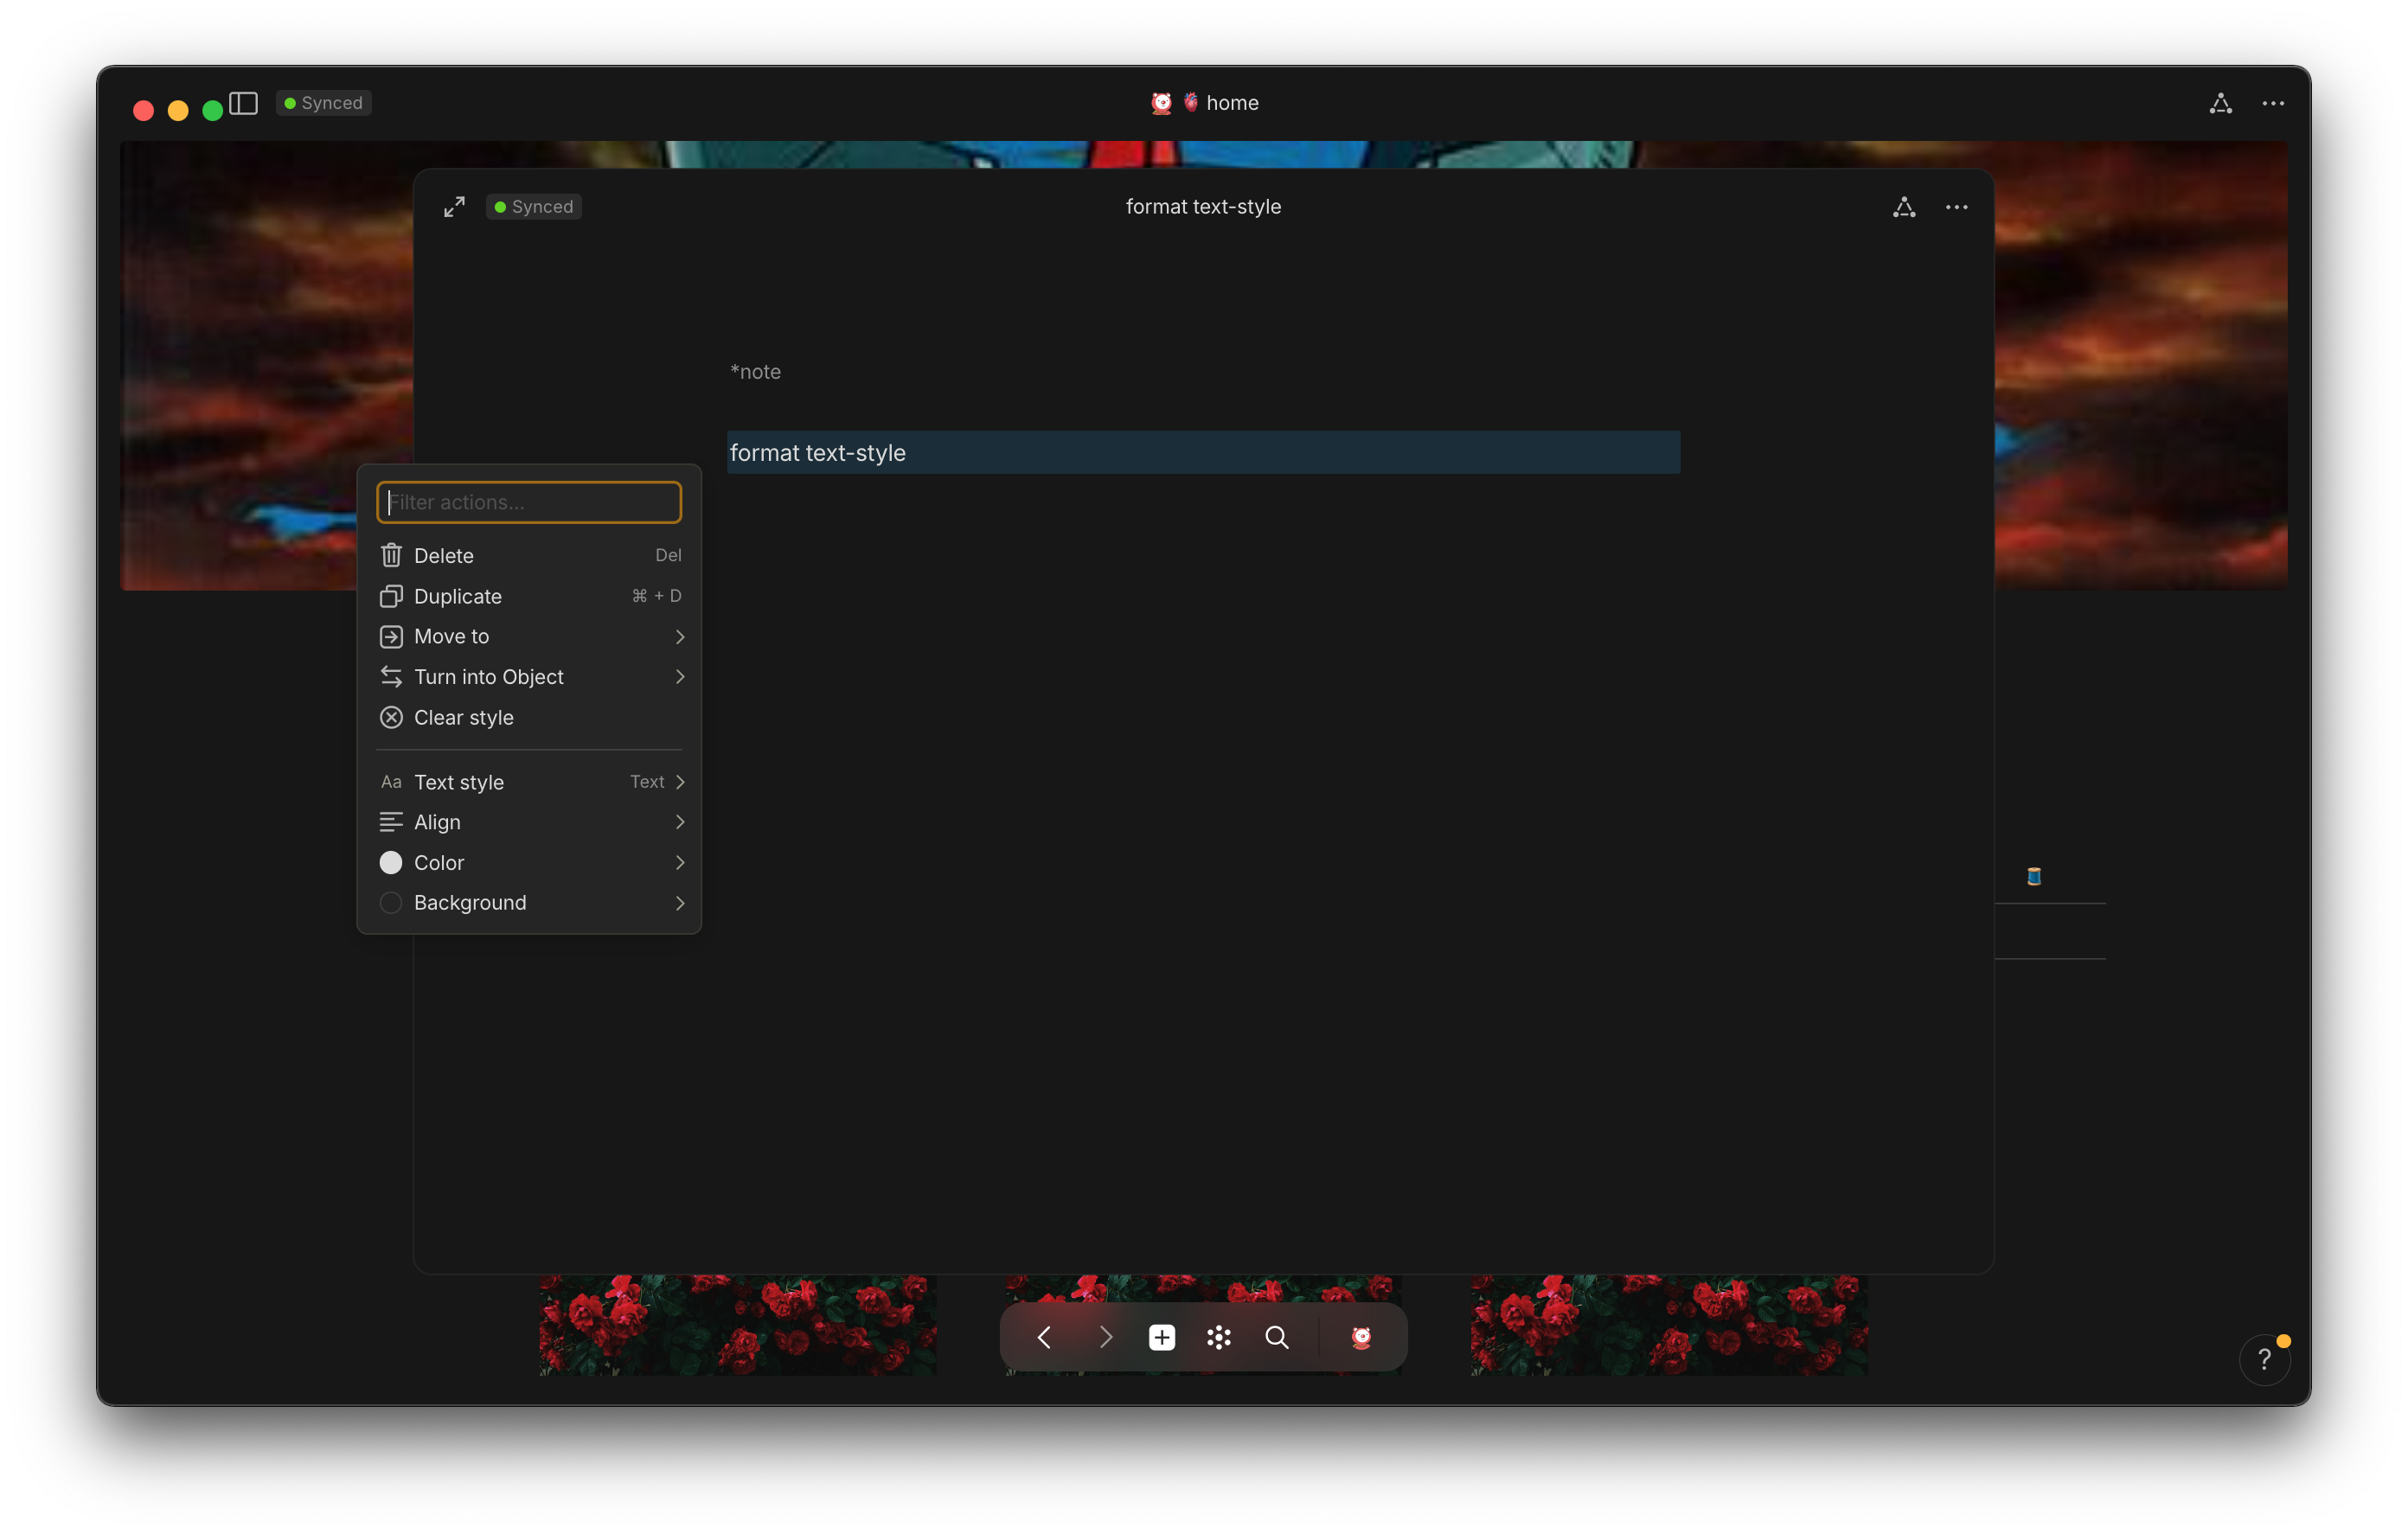 Synced
home
Synced
format text-style
*note
format text-style
Filter actions...
Delete Del
Duplicate ⌘ + D
Move to
Turn into Object
Clear style
Aa Text style Text
Align
Color
Background
?